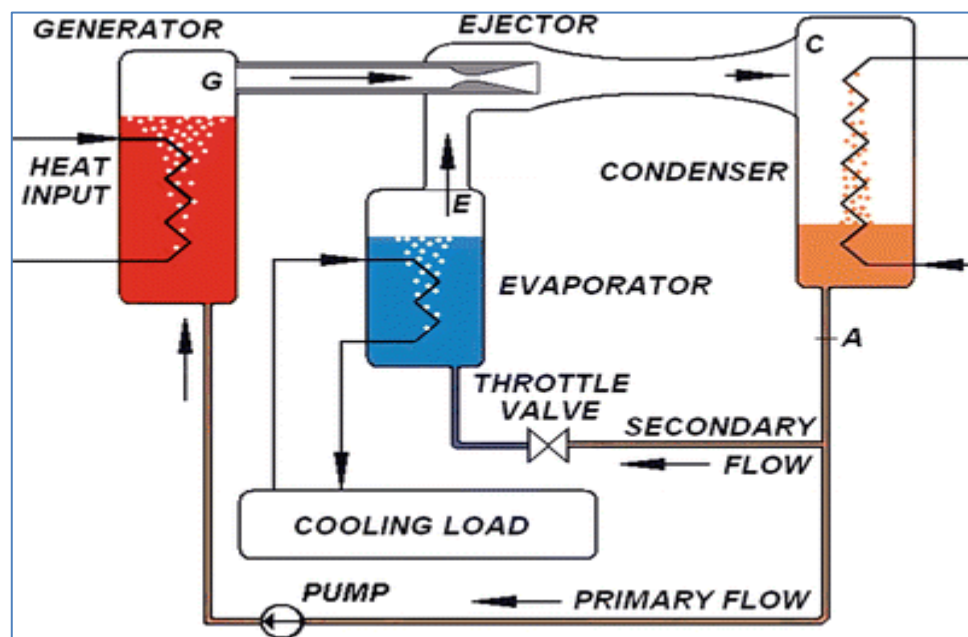 GENERATOR
EJECTOR
G
C
HEAT
INPUT
CONDENSER
E
EVAPORATOR
A
THROTTLE
VALVE
SECONDARY
FLOW
COOLING LOAD
PUMP
PRIMARY FLOW